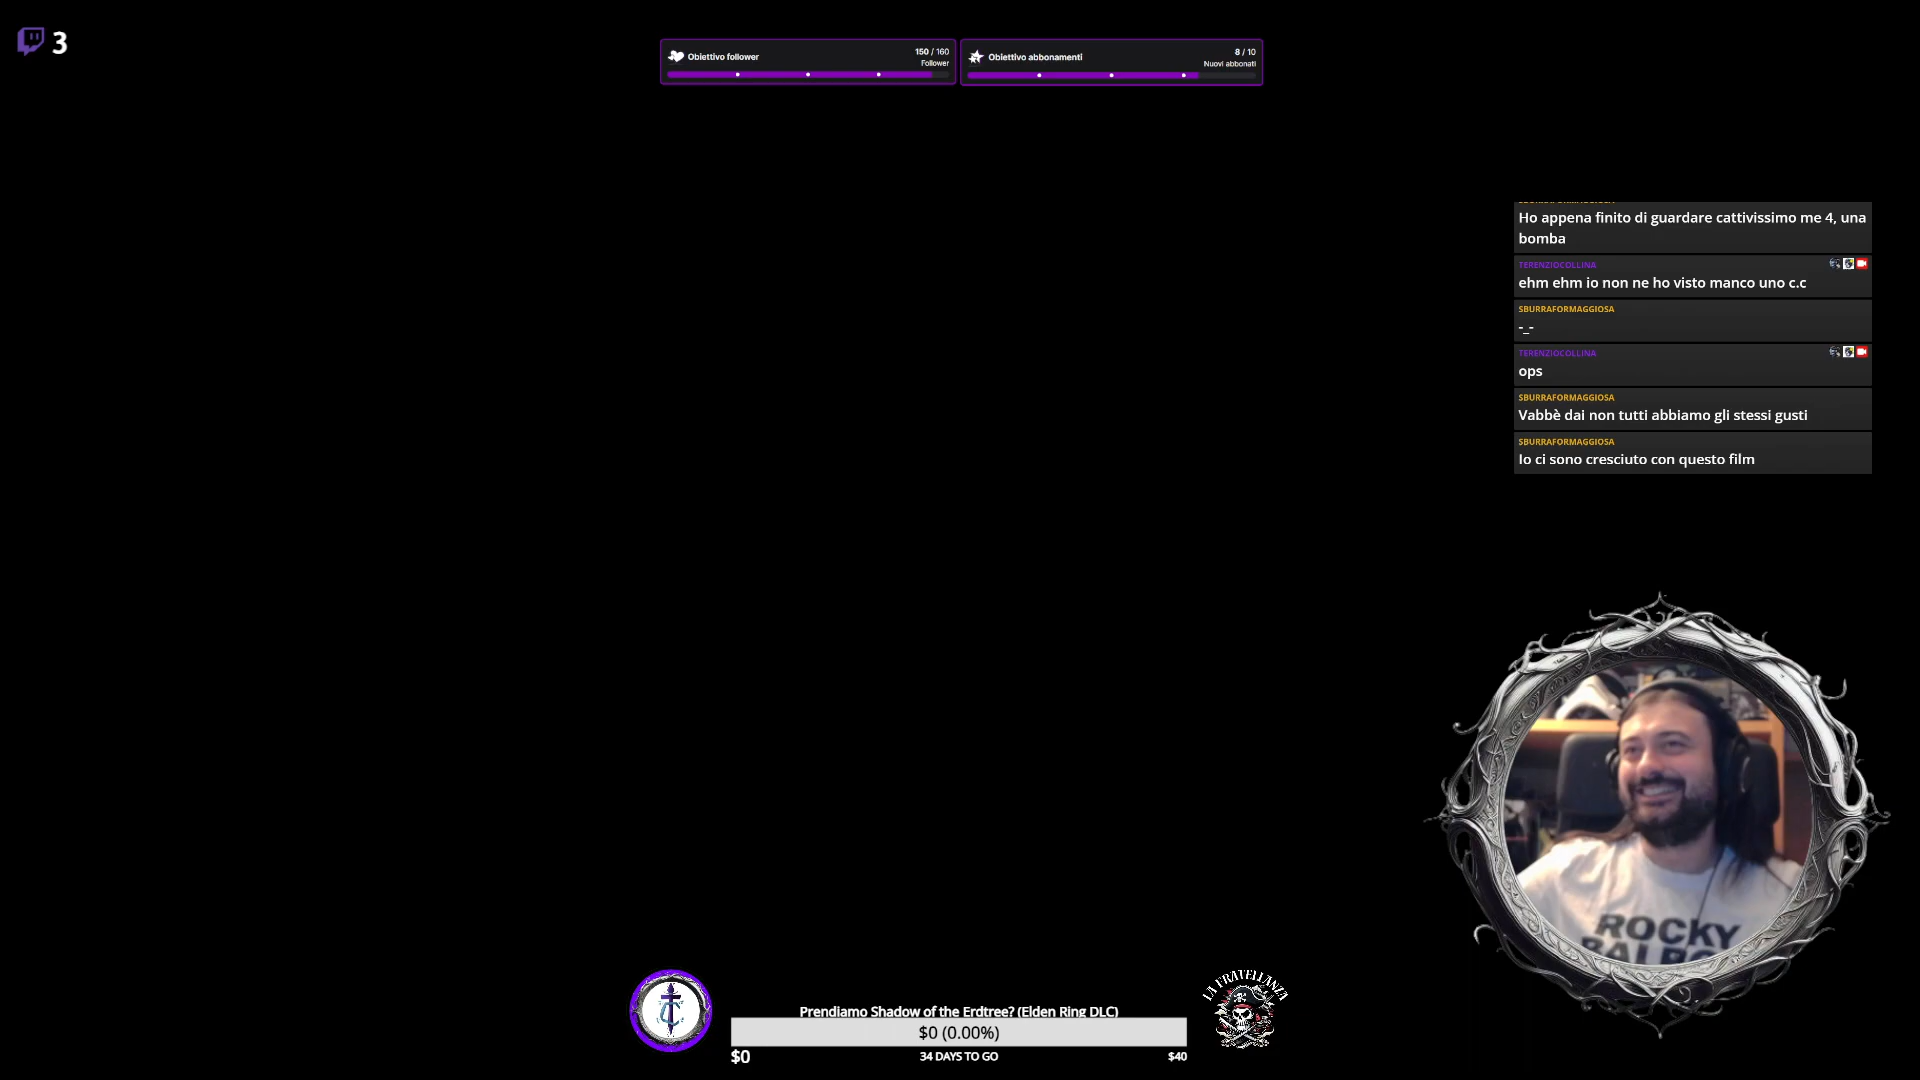 3
Obiettivo follower
150 / 160
Follower
Obiettivo abbonamenti
8 / 10
Nuovi abbonati
Ho appena finito di guardare cattivissimo me 4, una
bomba
TERENZIOCOLLINA
ehm ehm io non ne ho visto manco uno c.c
SBURRAFORMAGGIOSA
-_-
TERENZIOCOLLINA
ops
SBURRAFORMAGGIOSA
Vabbè dai non tutti abbiamo gli stessi gusti
SBURRAFORMAGGIOSA
Io ci sono cresciuto con questo film
ROCKY
LA FRATELLANZA
Prendiamo Shadow of the Erdtree? (Elden Ring DLC)
$0 (0.00%)
$0
34 DAYS TO GO
$40